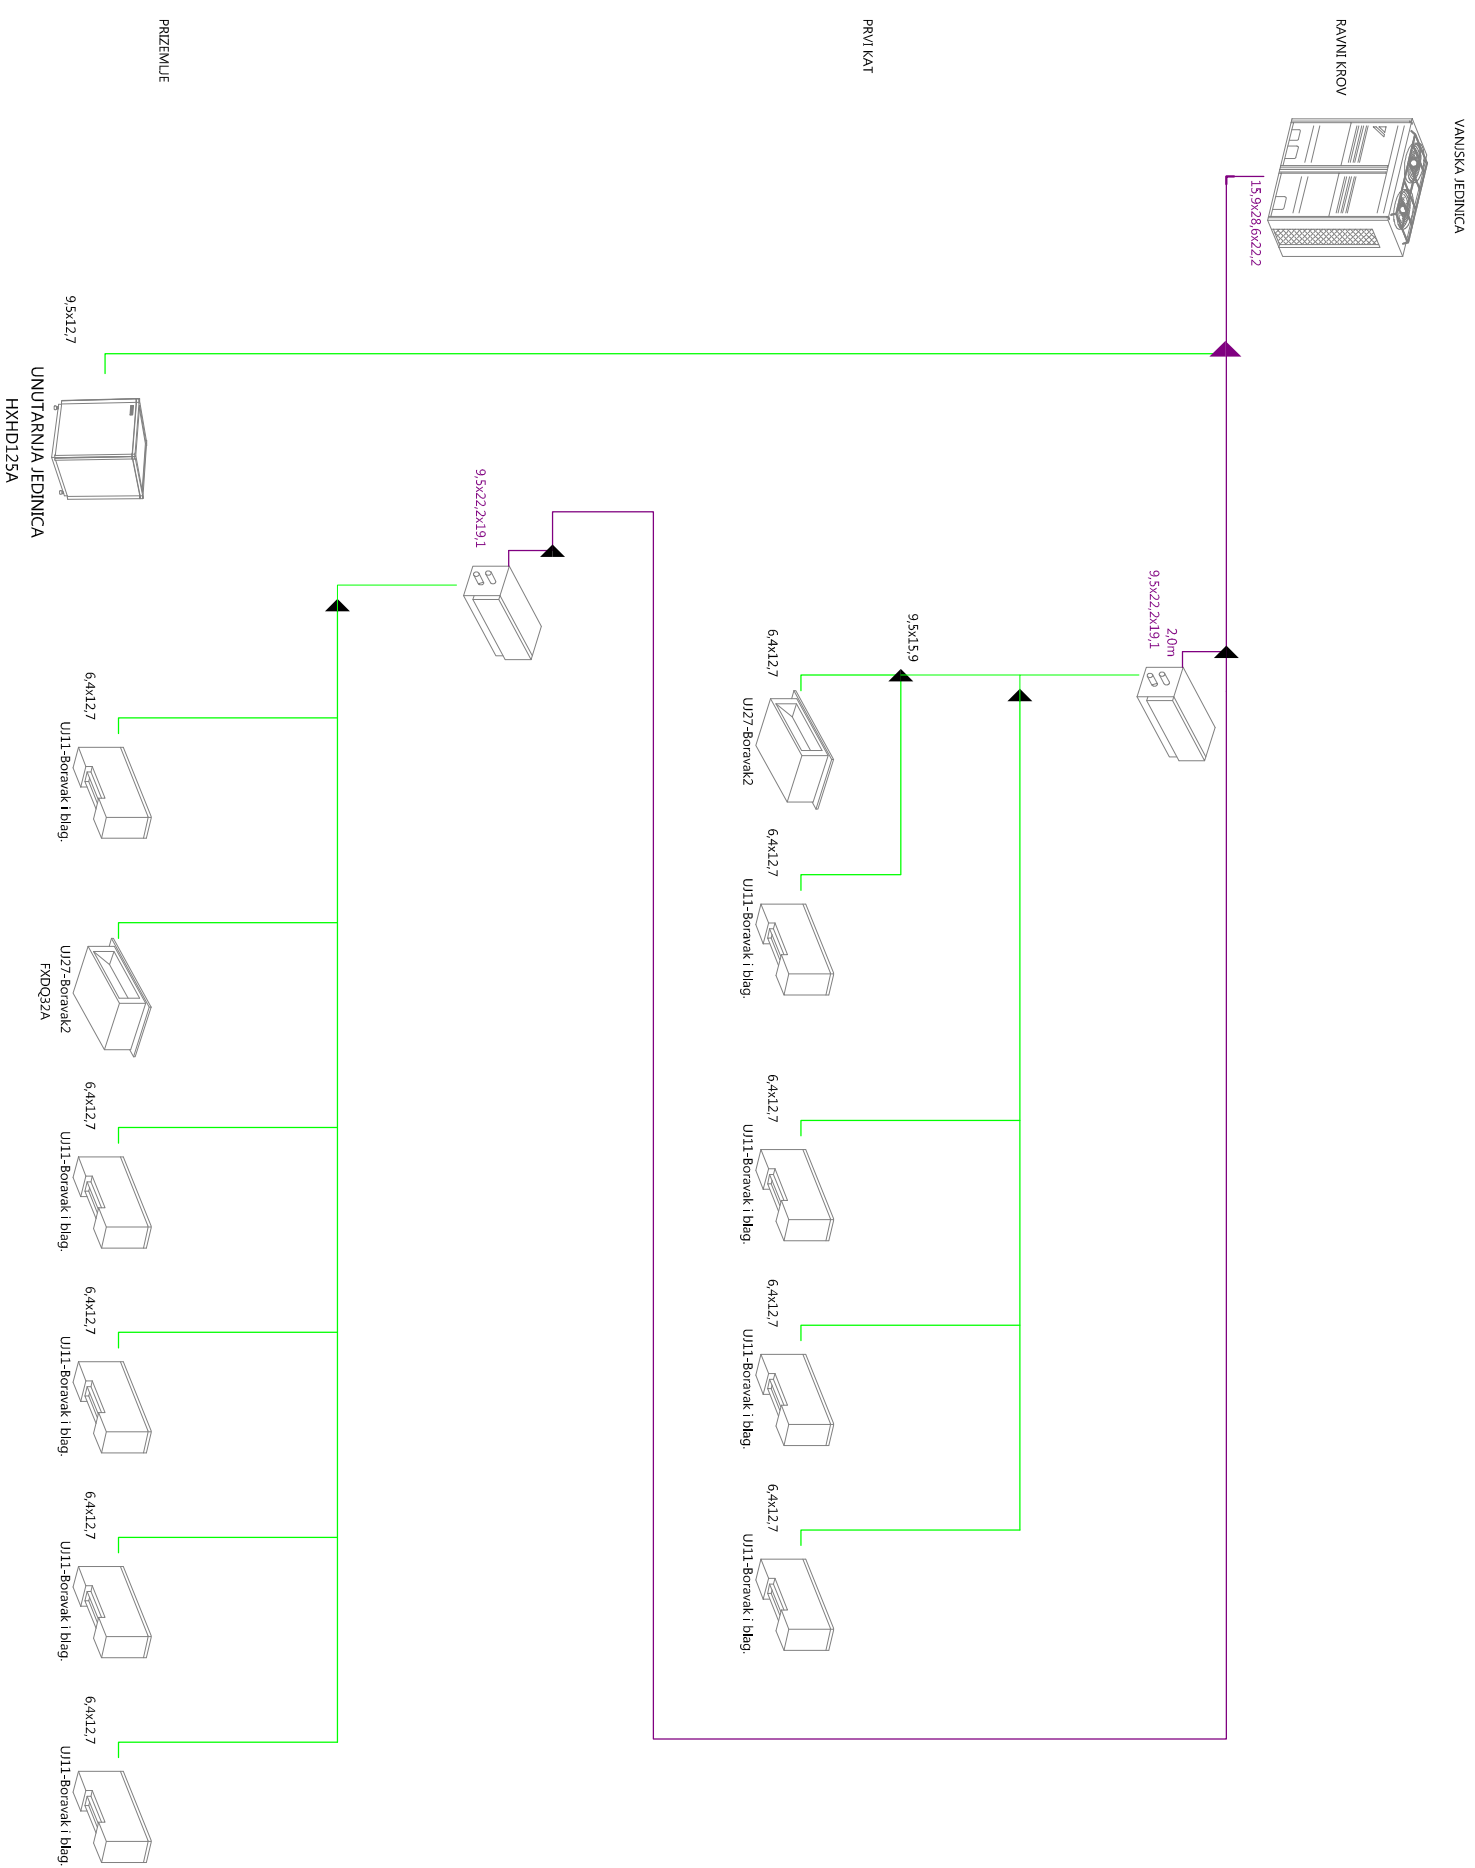 VANJSKA JEDINICA
RAVNI KROV
15,9x28,6x22,2
2,0m
9,5x22,2x19,1
PRVI KAT
9,5x15,9
6,4x12,7
UJ27-Boravak2
6,4x12,7
UJ11-Boravak i blag.
6,4x12,7
UJ11-Boravak i blag.
6,4x12,7
UJ11-Boravak i blag.
6,4x12,7
UJ11-Boravak i blag.
9,5x22,2x19,1
PRIZEMLJE
9,5x12,7
UNUTARNJA JEDINICA
HXHD125A
6,4x12,7
UJ11-Boravak i blag.
UJ27-Boravak2
FXDQ32A
6,4x12,7
UJ11-Boravak i blag.
6,4x12,7
UJ11-Boravak i blag.
6,4x12,7
UJ11-Boravak i blag.
6,4x12,7
UJ11-Boravak i blag.